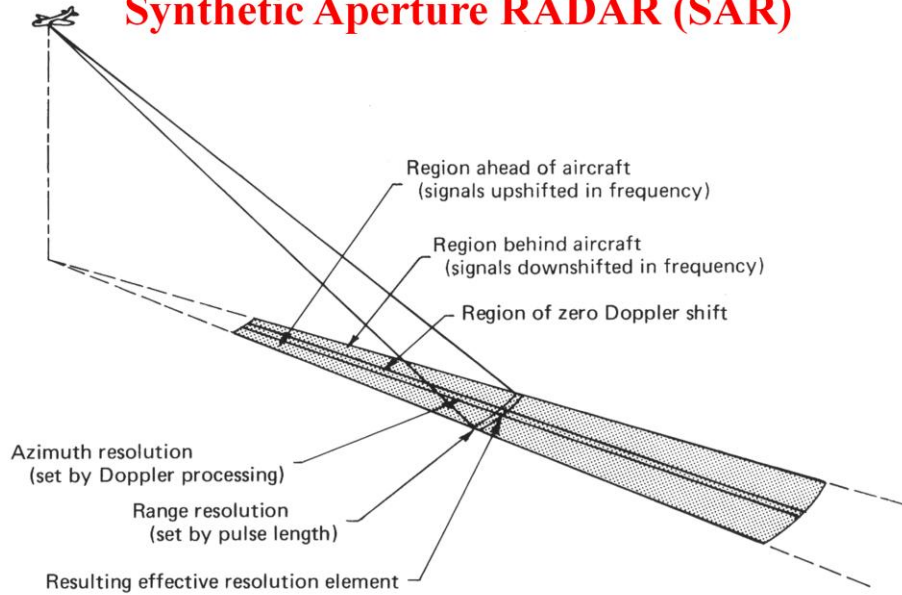 Synthetic Aperture RADAR (SAR)
Region ahead of aircraft
(signals upshifted in frequency)
Region behind aircraft
(signals downshifted in frequency)
Region of zero Doppler shift
Azimuth resolution
(set by Doppler processing)
Range resolution
(set by pulse length)
Resulting effective resolution element